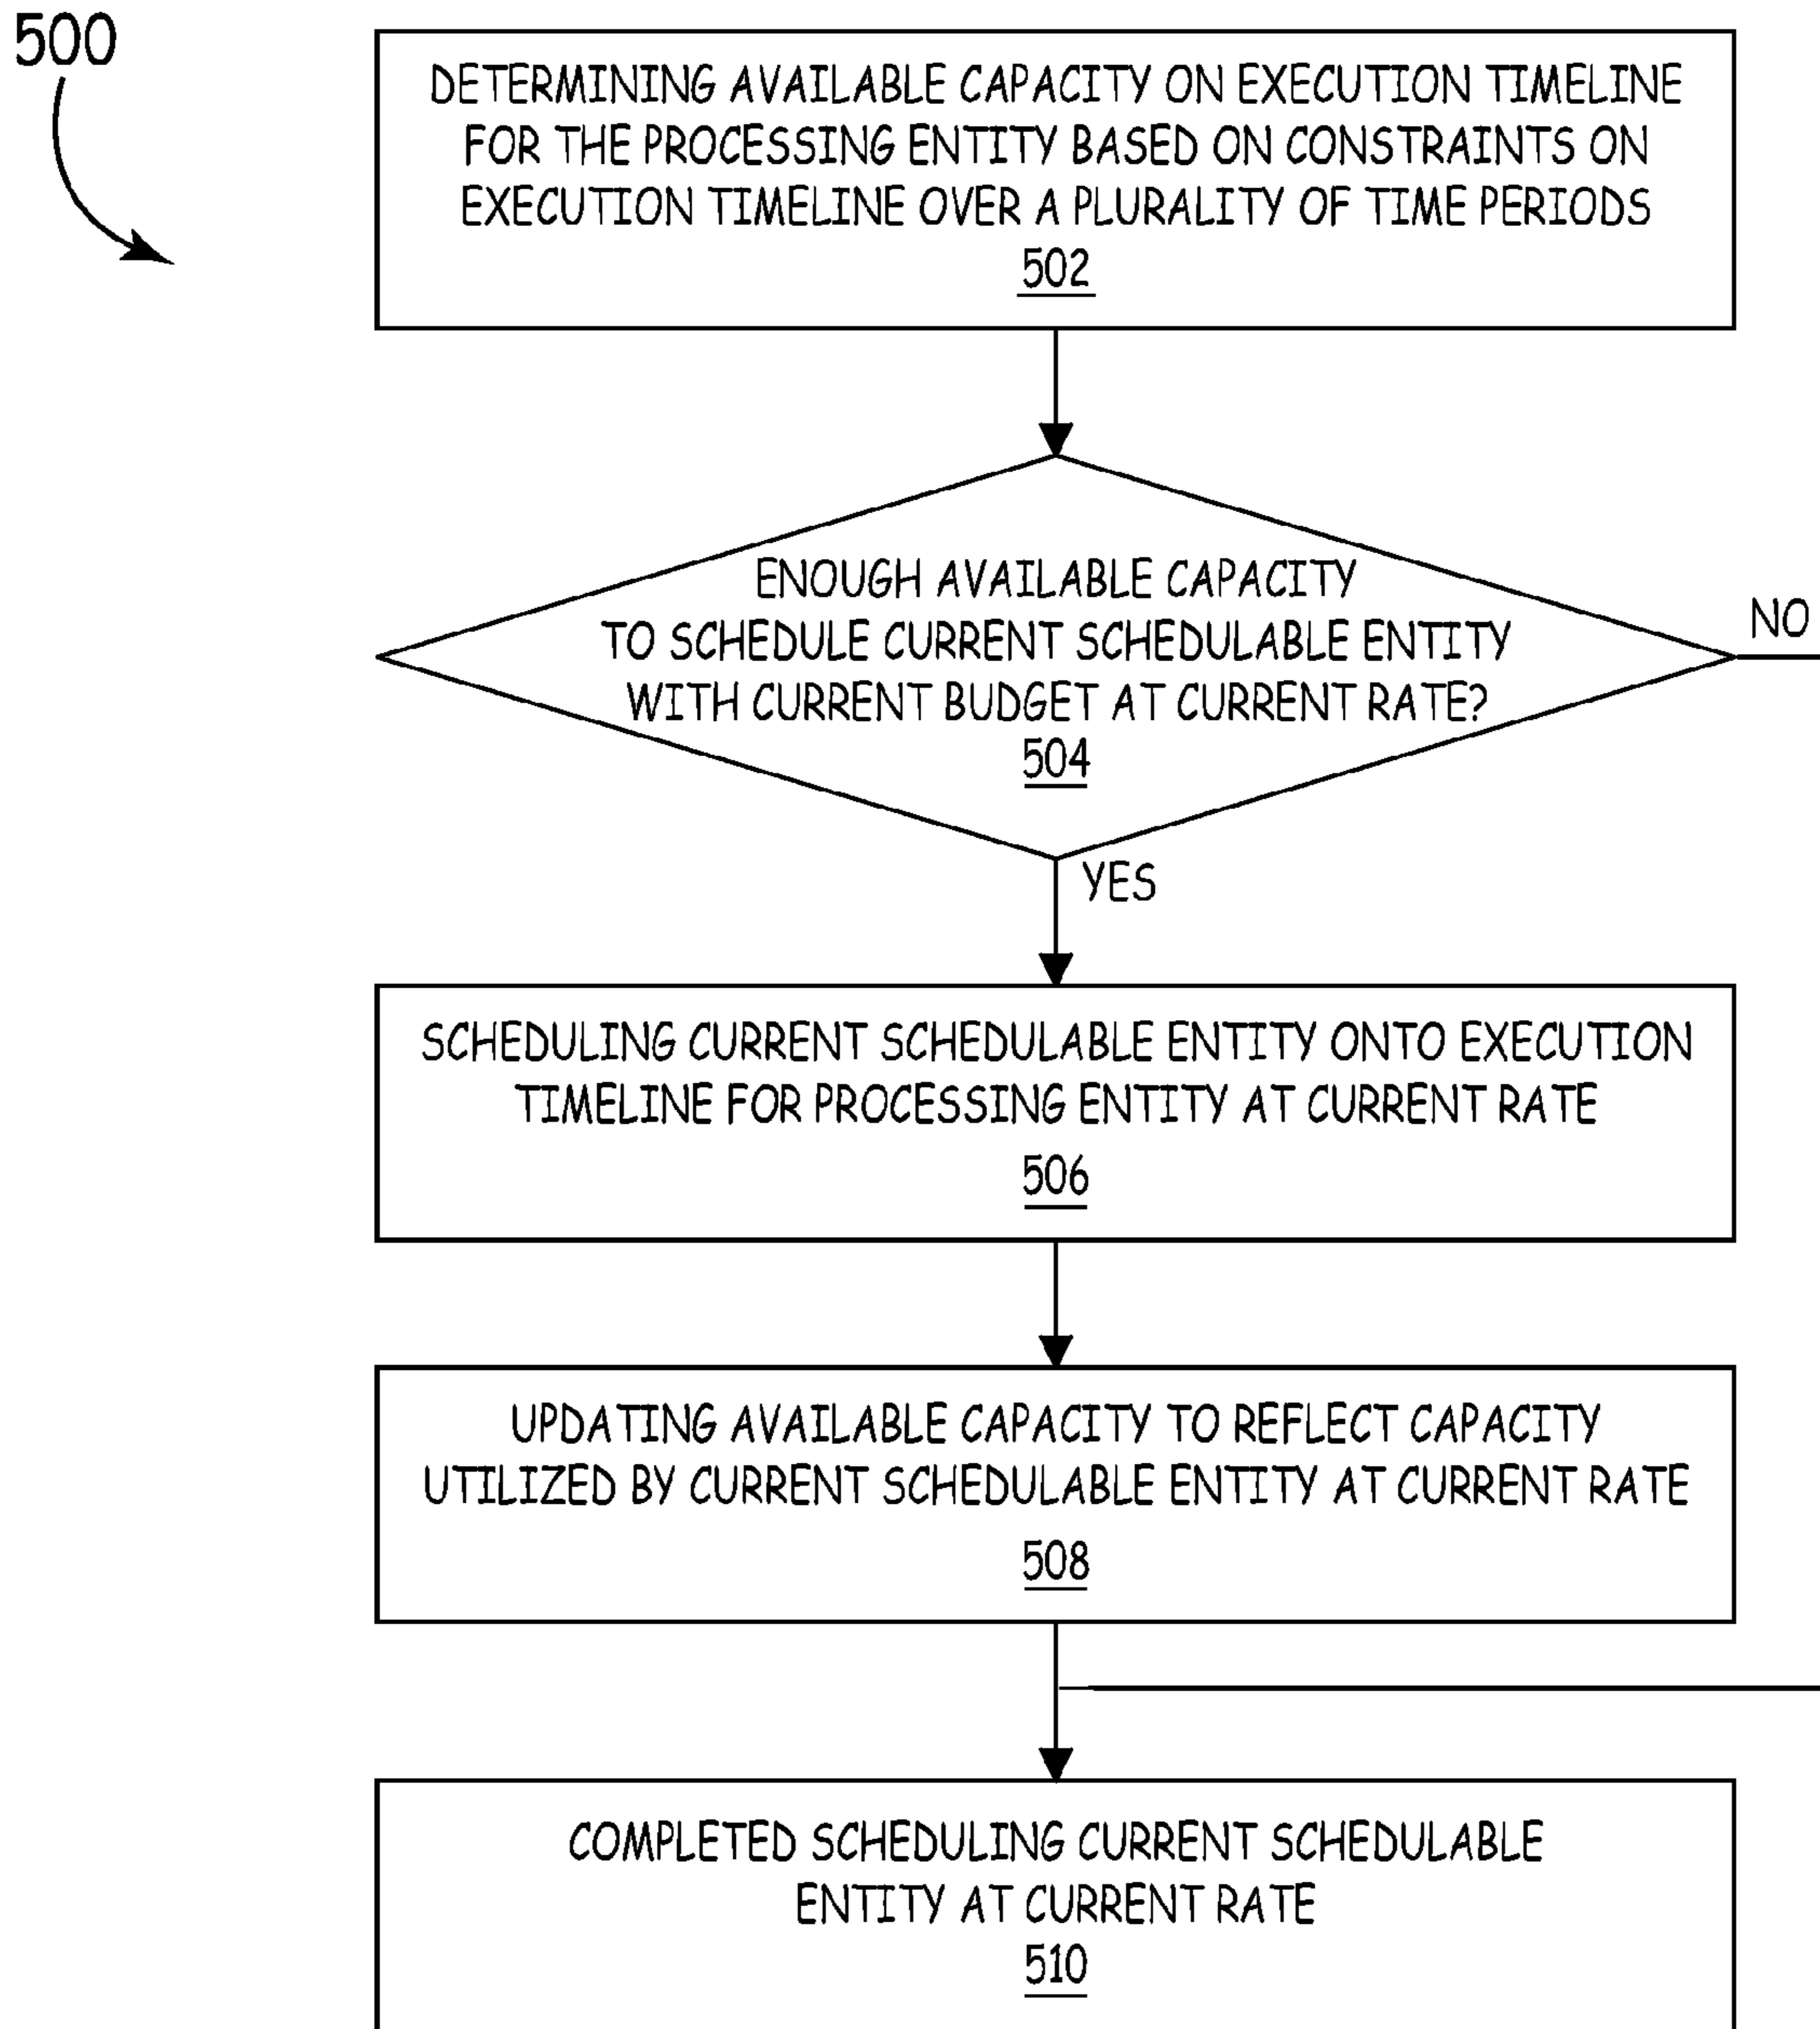 500
DETERMINING AVAILABLE CAPACITY ON EXECUTION TIMELINE
FOR THE PROCESSING ENTITY BASED ON CONSTRAINTS ON
EXECUTION TIMELINE OVER A PLURALITY OF TIME PERIODS
502
ENOUGH AVAILABLE CAPACITY
TO SCHEDULE CURRENT SCHEDULABLE ENTITY
WITH CURRENT BUDGET AT CURRENT RATE?
504
NO
YES
SCHEDULING CURRENT SCHEDULABLE ENTITY ONTO EXECUTION
TIMELINE FOR PROCESSING ENTITY AT CURRENT RATE
506
UPDATING AVAILABLE CAPACITY TO REFLECT CAPACITY
UTILIZED BY CURRENT SCHEDULABLE ENTITY AT CURRENT RATE
508
COMPLETED SCHEDULING CURRENT SCHEDULABLE
ENTITY AT CURRENT RATE
510